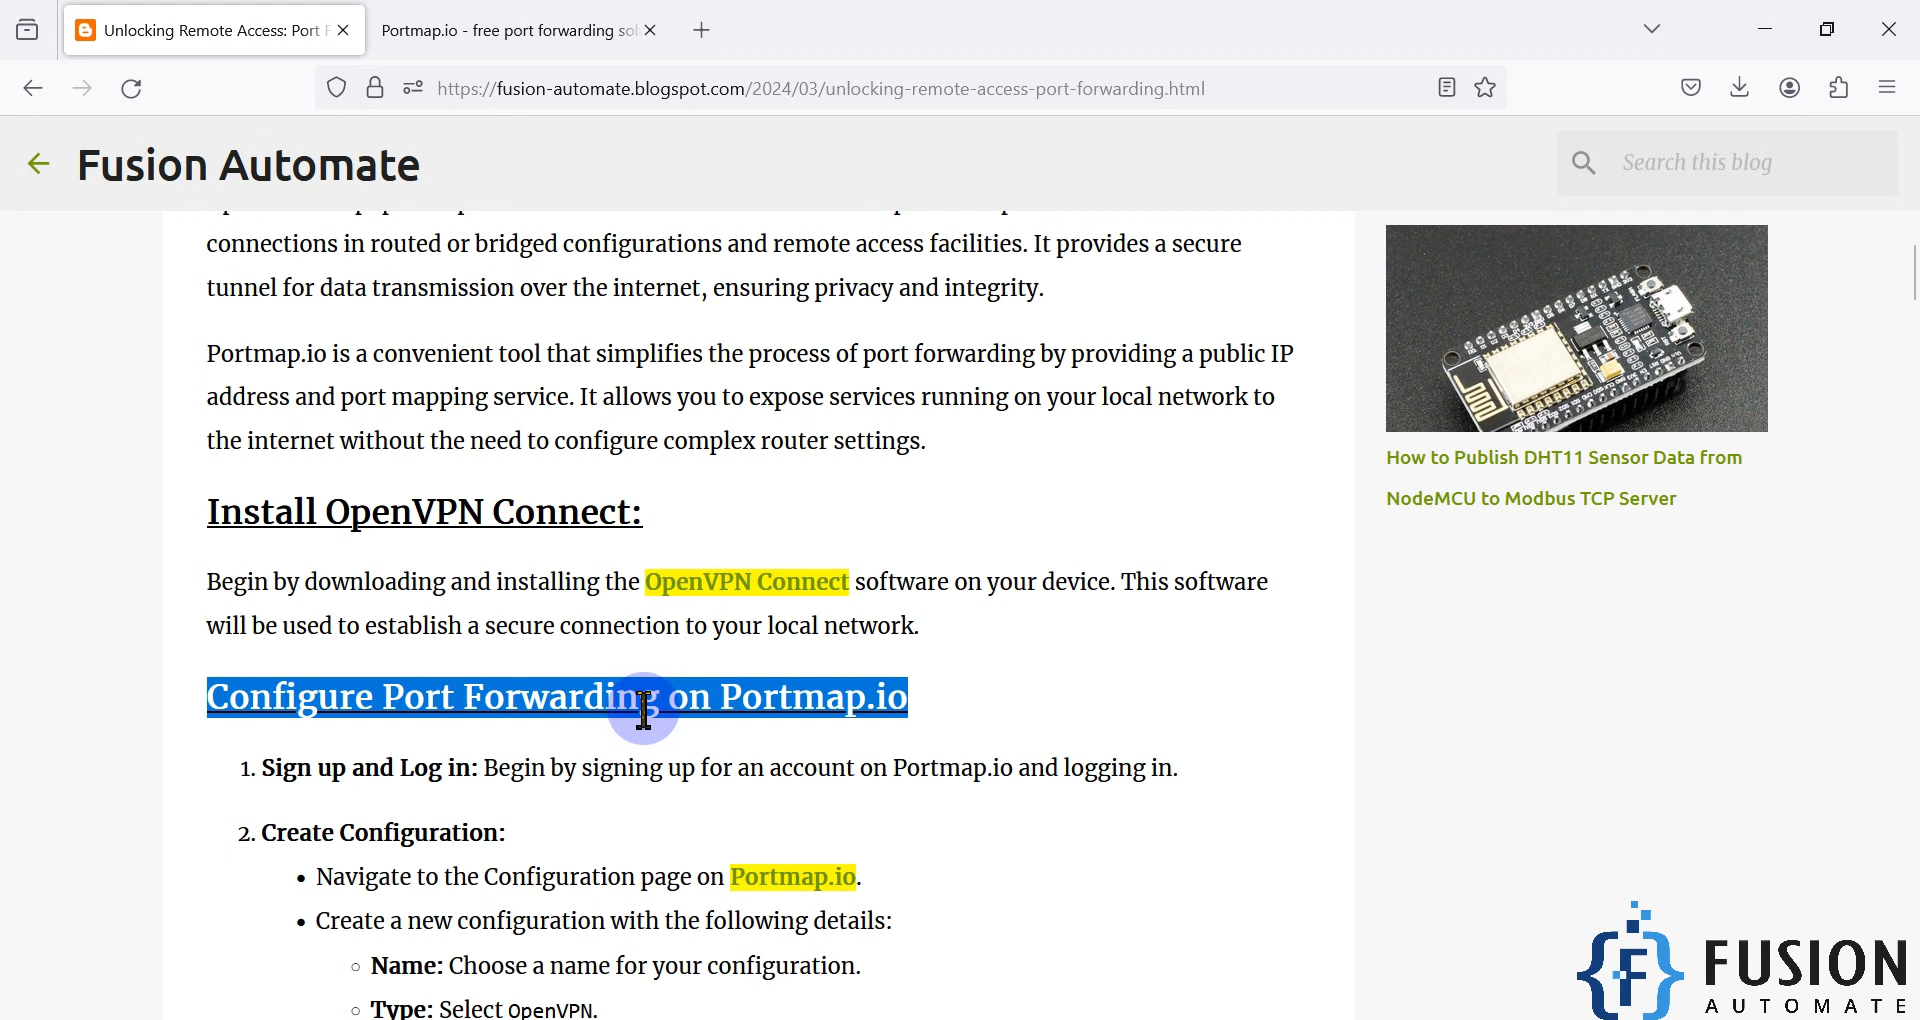 Unlocking Remote Access: Port F
Portmap.io - free port forwarding sol
https://fusion-automate.blogspot.com/2024/03/unlocking-remote-access-port-forwarding.html
Fusion Automate
Search this blog
connections in routed or bridged configurations and remote access facilities. It provides a secure
tunnel for data transmission over the internet, ensuring privacy and integrity.
Portmap.io is a convenient tool that simplifies the process of port forwarding by providing a public IP
address and port mapping service. It allows you to expose services running on your local network to
the internet without the need to configure complex router settings.
Install OpenVPN Connect:
Begin by downloading and installing the OpenVPN Connect software on your device. This software
will be used to establish a secure connection to your local network.
Configure Port Forwarding on Portmap.io
1. Sign up and Log in: Begin by signing up for an account on Portmap.io and logging in.
2. Create Configuration:
• Navigate to the Configuration page on Portmap.io.
• Create a new configuration with the following details:
○ Name: Choose a name for your configuration.
○ Type: Select OpenVPN.
How to Publish DHT11 Sensor Data from
NodeMCU to Modbus TCP Server
FUSION
AUTOMATE